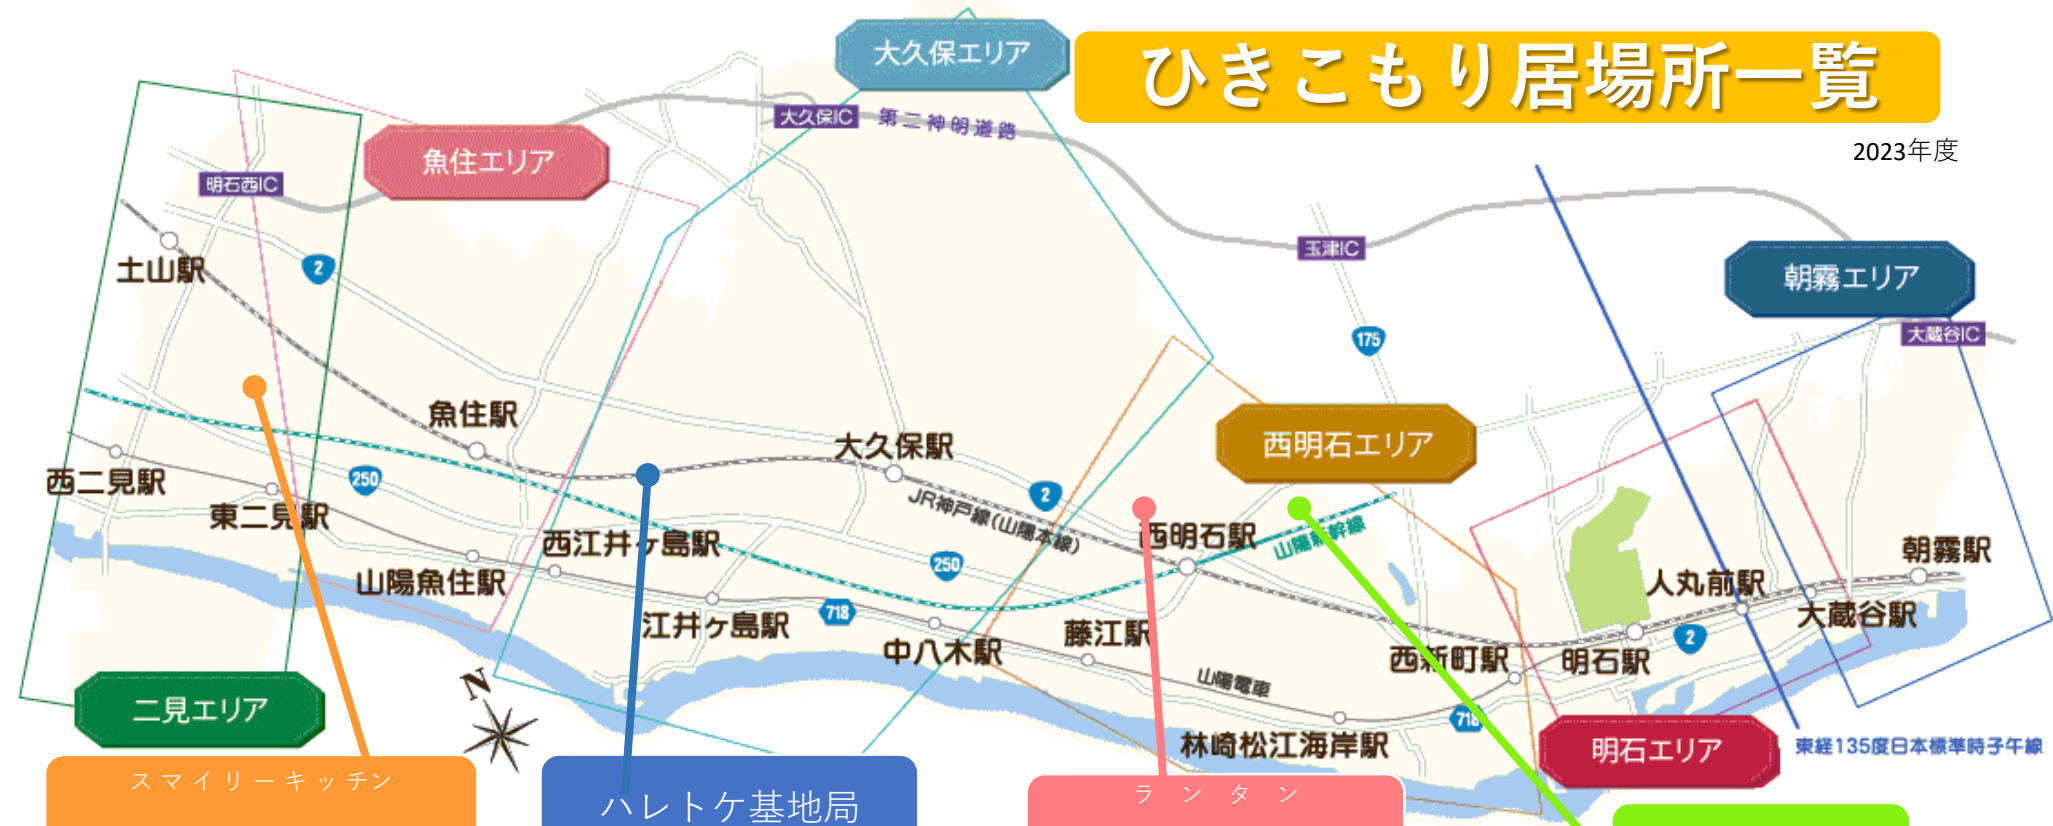 大久保エリア
ひきこもり居場所一覧
2023年度
大久保IC
第二神明道路
魚住エリア
明石西IC
玉津IC
朝霧エリア
大蔵谷IC
土山駅
2
175
魚住駅
大久保駅
西明石エリア
西二見駅
250
2
JR神戸線(山陽本線)
東二見駅
西江井ヶ島駅
西明石駅
山陽新幹線
朝霧駅
250
山陽魚住駅
人丸前駅
718
江井ヶ島駅
藤江駅
大蔵谷駅
2
中八木駅
西新町駅
明石駅
山陽電車
N
二見エリア
718
林崎松江海岸駅
明石エリア
東経135度日本標準時子午線
スマイリーキッチン
ハレトケ基地局
ランタン